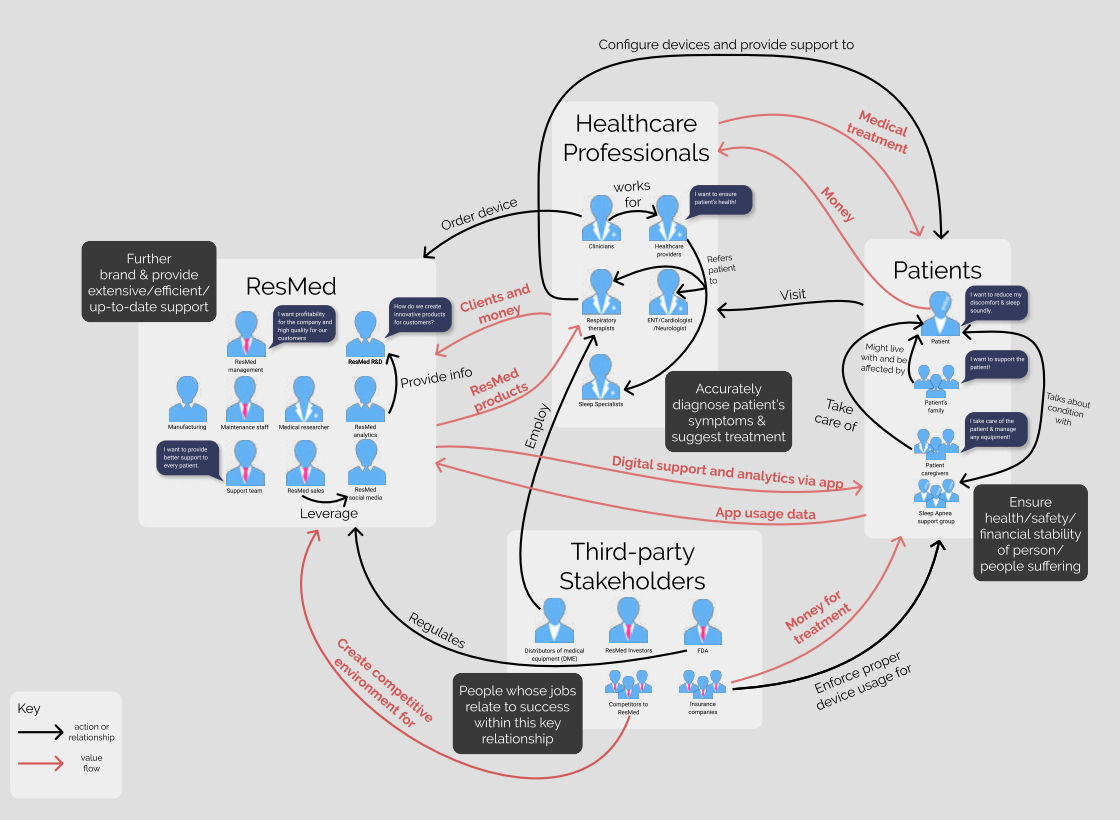 Configure devices and provide support to
Healthcare
Professionals
works
for
I want to ensure
patient's health!
Clinicians
Healthcare
providers
Refers
patient
to
Respiratory
therapists
ENT/Cardiologist
/Neurologist
Sleep Specialists
Accurately
diagnose patient's
symptoms &
suggest treatment
Order device
Medical
treatment
Money
Visit
Further
brand & provide
extensive/efficient/
up-to-date support
ResMed
I want profitability
for the company and
high quality for our
customers
How do we create
innovative products
for customers?
ResMed
management
ResMed R&D
Provide info
Manufacturing
Maintenance staff
Medical researcher
ResMed
analytics
I want to provide
better support to
every patient.
Support team
ResMed sales
ResMed
social media
Leverage
Clients and
money
ResMed
products
Employ
Digital support and analytics via app
App usage data
Patients
I want to reduce my
discomfort & sleep
soundly.
Patient
Might live
with and be
affected by
I want to support the
patient!
Patient's
family
Take
care of
Talks about
condition
with
I take care of the
patient & manage
any equipment!
Patient
caregivers
Sleep Apnea
support group
Ensure
health/safety/
financial stability
of person/
people suffering
Third-party
Stakeholders
Distributors of medical
equipment (DME)
ResMed Investors
FDA
Competitors to
ResMed
Insurance
companies
People whose jobs
relate to success
within this key
relationship
Regulates
Create competitive
environment for
Money for
treatment
Enforce proper
device usage for
Key
action or
relationship
value
flow